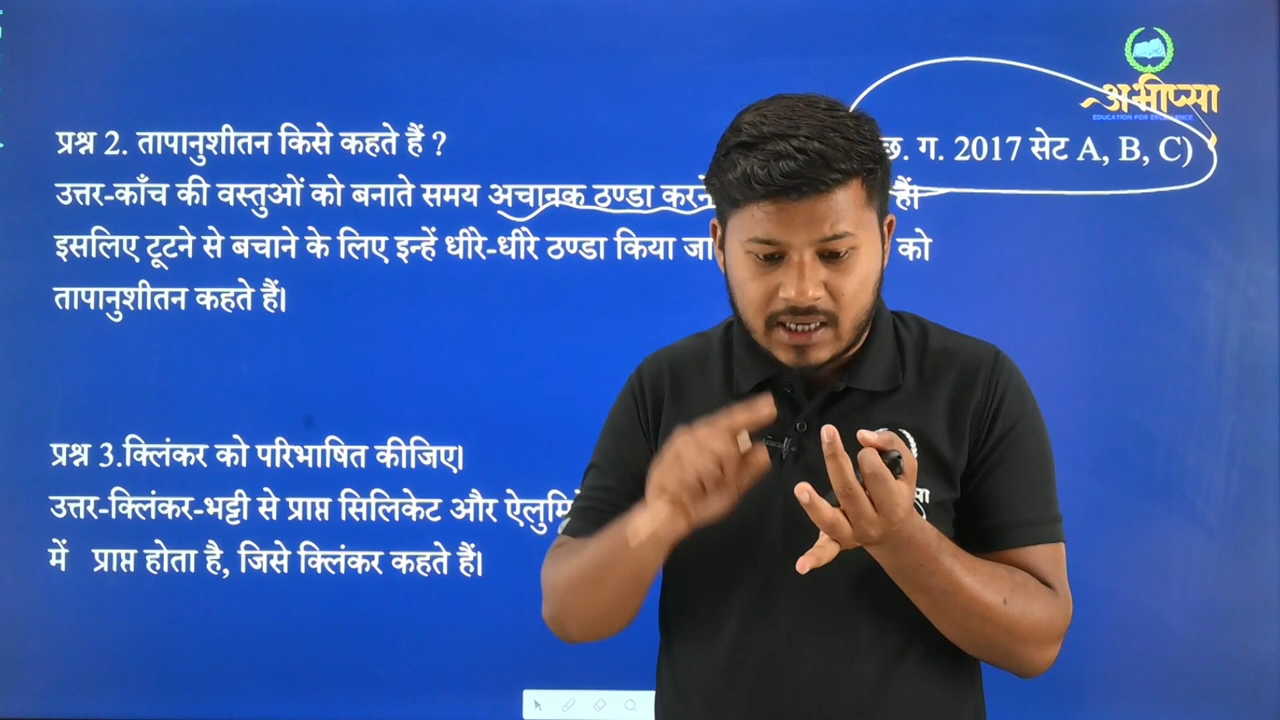 अभीप्सा
EDUCATION FOR EXCELLENCE
प्रश्न 2. तापानुशीतन किसे कहते हैं ? छ. ग. 2017 सेट A, B, C)
उत्तर-काँच की वस्तुओं को बनाते समय अचानक ठण्डा करने हैं।
इसलिए टूटने से बचाने के लिए इन्हें धीरे-धीरे ठण्डा किया जा को
तापानुशीतन कहते हैं।
प्रश्न 3.क्लिंकर को परिभाषित कीजिए।
उत्तर-क्लिंकर-भट्टी से प्राप्त सिलिकेट और
में प्राप्त होता है, जिसे क्लिंकर कहते हैं।